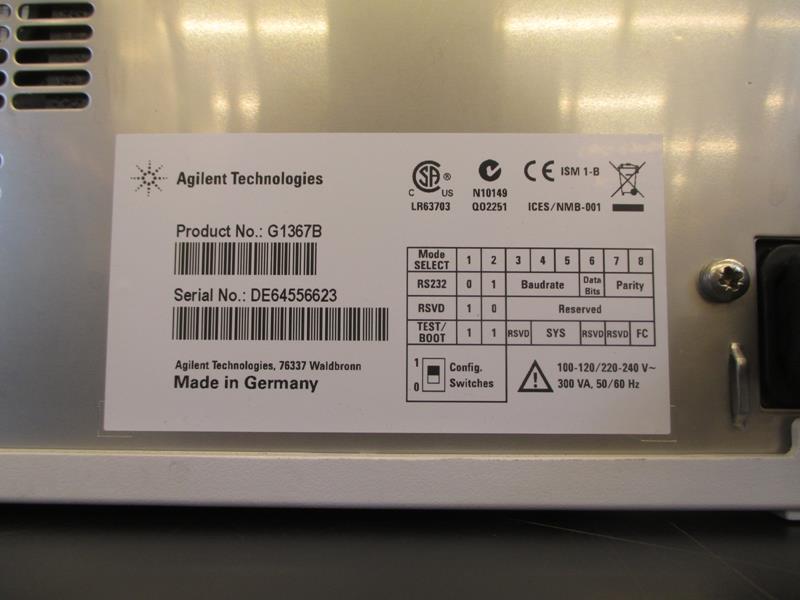 Agilent Technologies
Product No.: G1367B
Serial No.: DE64556623
Agilent Technologies, 76337 Waldbronn
Made in Germany
C SA ® US
LR63703
N10149
Q02251
CE ISM 1-B
ICES/NMB-001
Mode SELECT 1 2 3 4 5 6 7 8
RS232 0 1 Baudrate Data Bits Parity
RSVD 1 0 Reserved
TEST/BOOT 1 1 RSVD SYS RSVD RSVD FC
1 Config.
0 Switches
100-120/220-240 V~
300 VA, 50/60 Hz